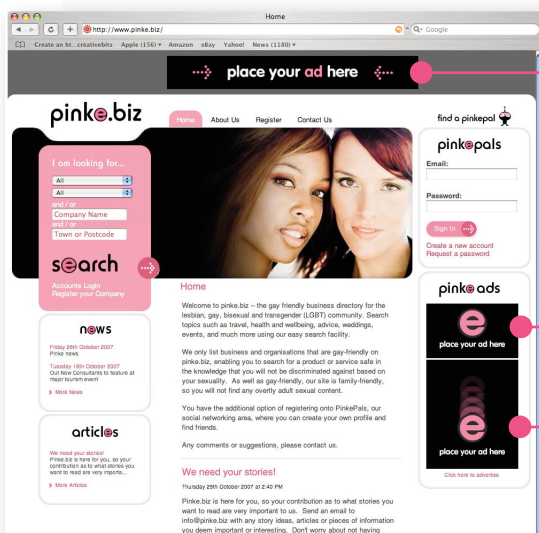 Home
http://www.pinke.biz/
Google
Create an ht...creativebits Apple (156) Amazon eBay Yahoo! News (1180)
place your ad here
pinke.biz
Home About Us Register Contact Us
find a pinkepal
I am looking for...
All
All
and / or
Company Name
and / or
Town or Postcode
search
Accounts Login
Register your Company
news
Friday 26th October 2007
Pinke news
Tuesday 16th October 2007
Out Now Consultants to feature at
major tourism event
More News
articles
We need your stories!
Pinke.biz is here for you, so your
contribution as to what stories you
want to read are very importa...
More Articles
Home
Welcome to pinke.biz – the gay friendly business directory for the
lesbian, gay, bisexual and transgender (LGBT) community. Search
topics such as travel, health and wellbeing, advice, weddings,
events, and much more using our easy search facility.
We only list business and organisations that are gay-friendly on
pinke.biz, enabling you to search for a product or service safe in
the knowledge that you will not be discriminated against based on
your sexuality. As well as gay-friendly, our site is family-friendly,
so you will not find any overtly adult sexual content.
You have the additional option of registering onto PinkePals, our
social networking area, where you can create your own profile and
find friends.
Any comments or suggestions, please contact us.
We need your stories!
Thursday 25th October 2007 at 2:40 PM
Pinke.biz is here for you, so your contribution as to what stories you
want to read are very important to us. Send an email to
info@pinke.biz with any story ideas, articles or pieces of information
you deem important or interesting. Don't worry about not having
pinkepals
Email:
Password:
Sign In
Create a new account
Request a password
pinke ads
e
place your ad here
e
place your ad here
Click here to advertise